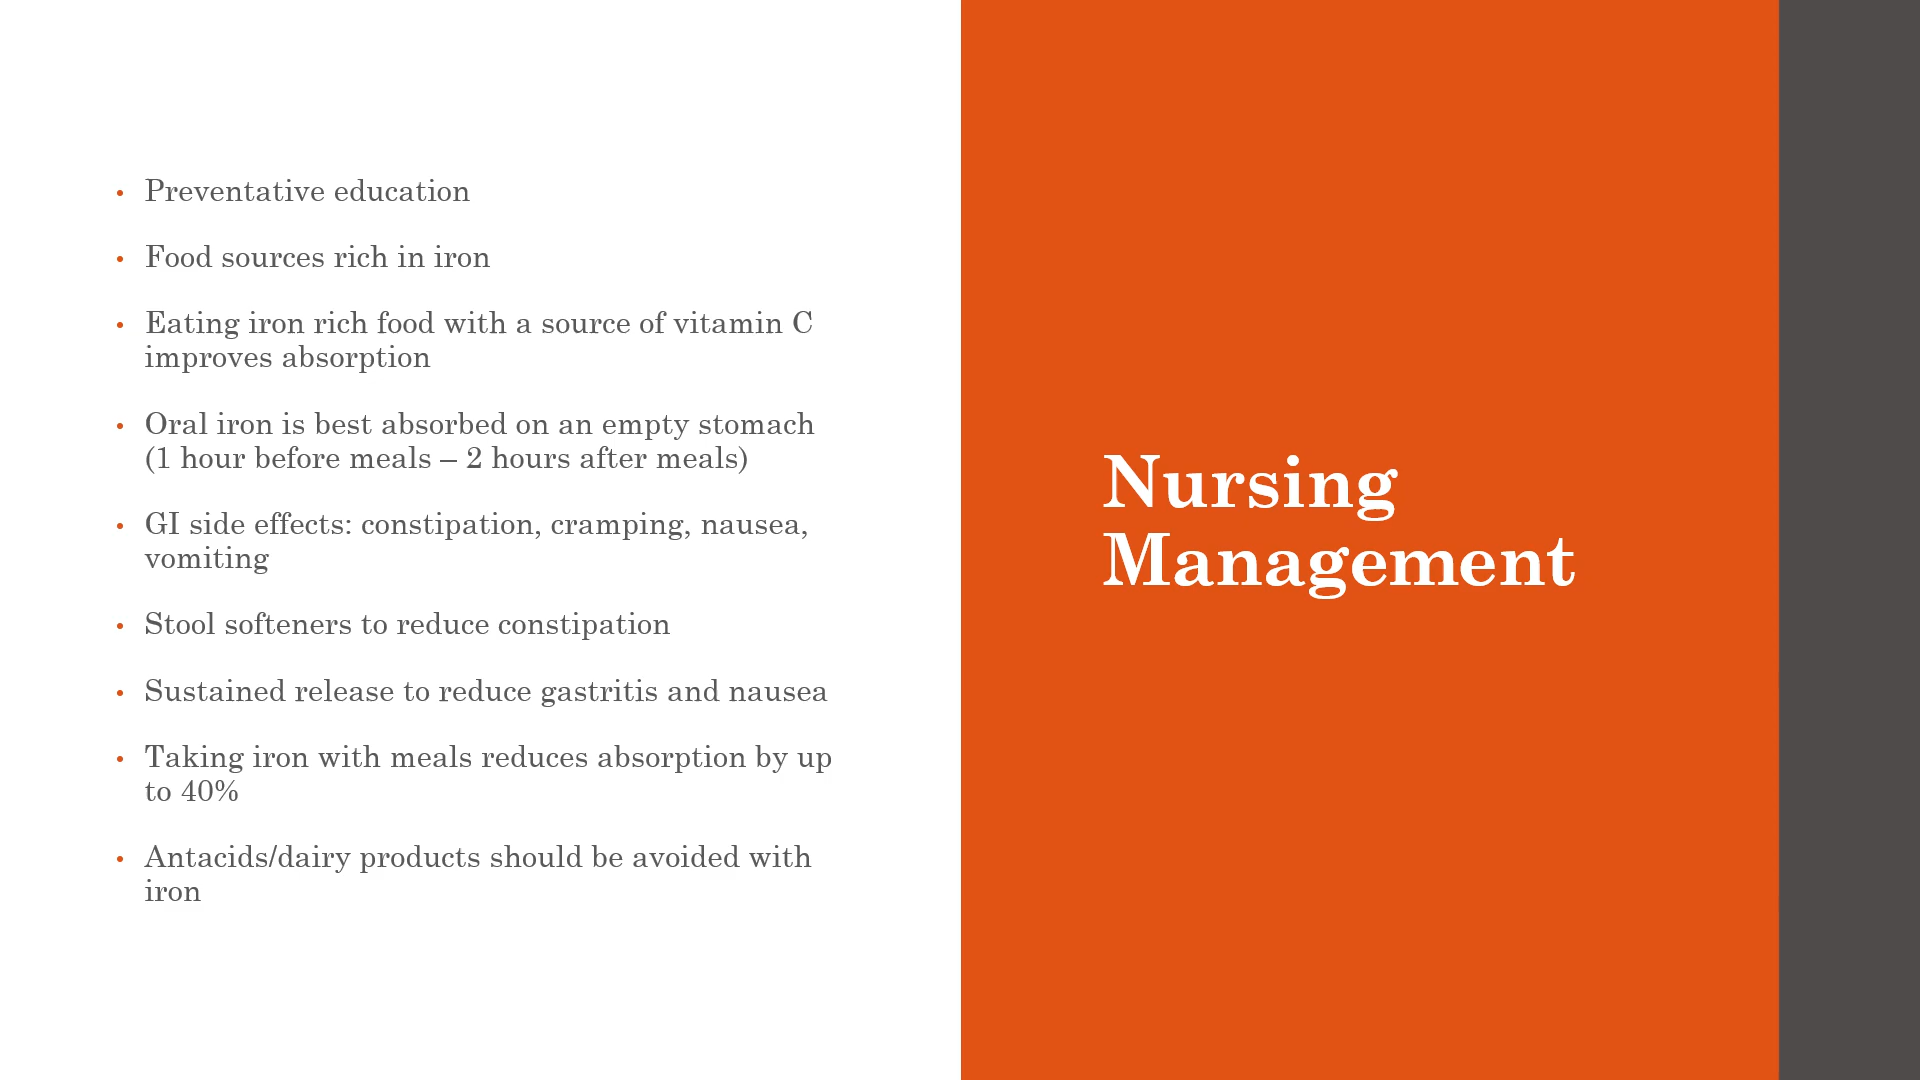 • Preventative education
• Food sources rich in iron
• Eating iron rich food with a source of vitamin C
improves absorption
• Oral iron is best absorbed on an empty stomach
(1 hour before meals – 2 hours after meals)
• GI side effects: constipation, cramping, nausea,
vomiting
• Stool softeners to reduce constipation
• Sustained release to reduce gastritis and nausea
• Taking iron with meals reduces absorption by up
to 40%
• Antacids/dairy products should be avoided with
iron
Nursing
Management